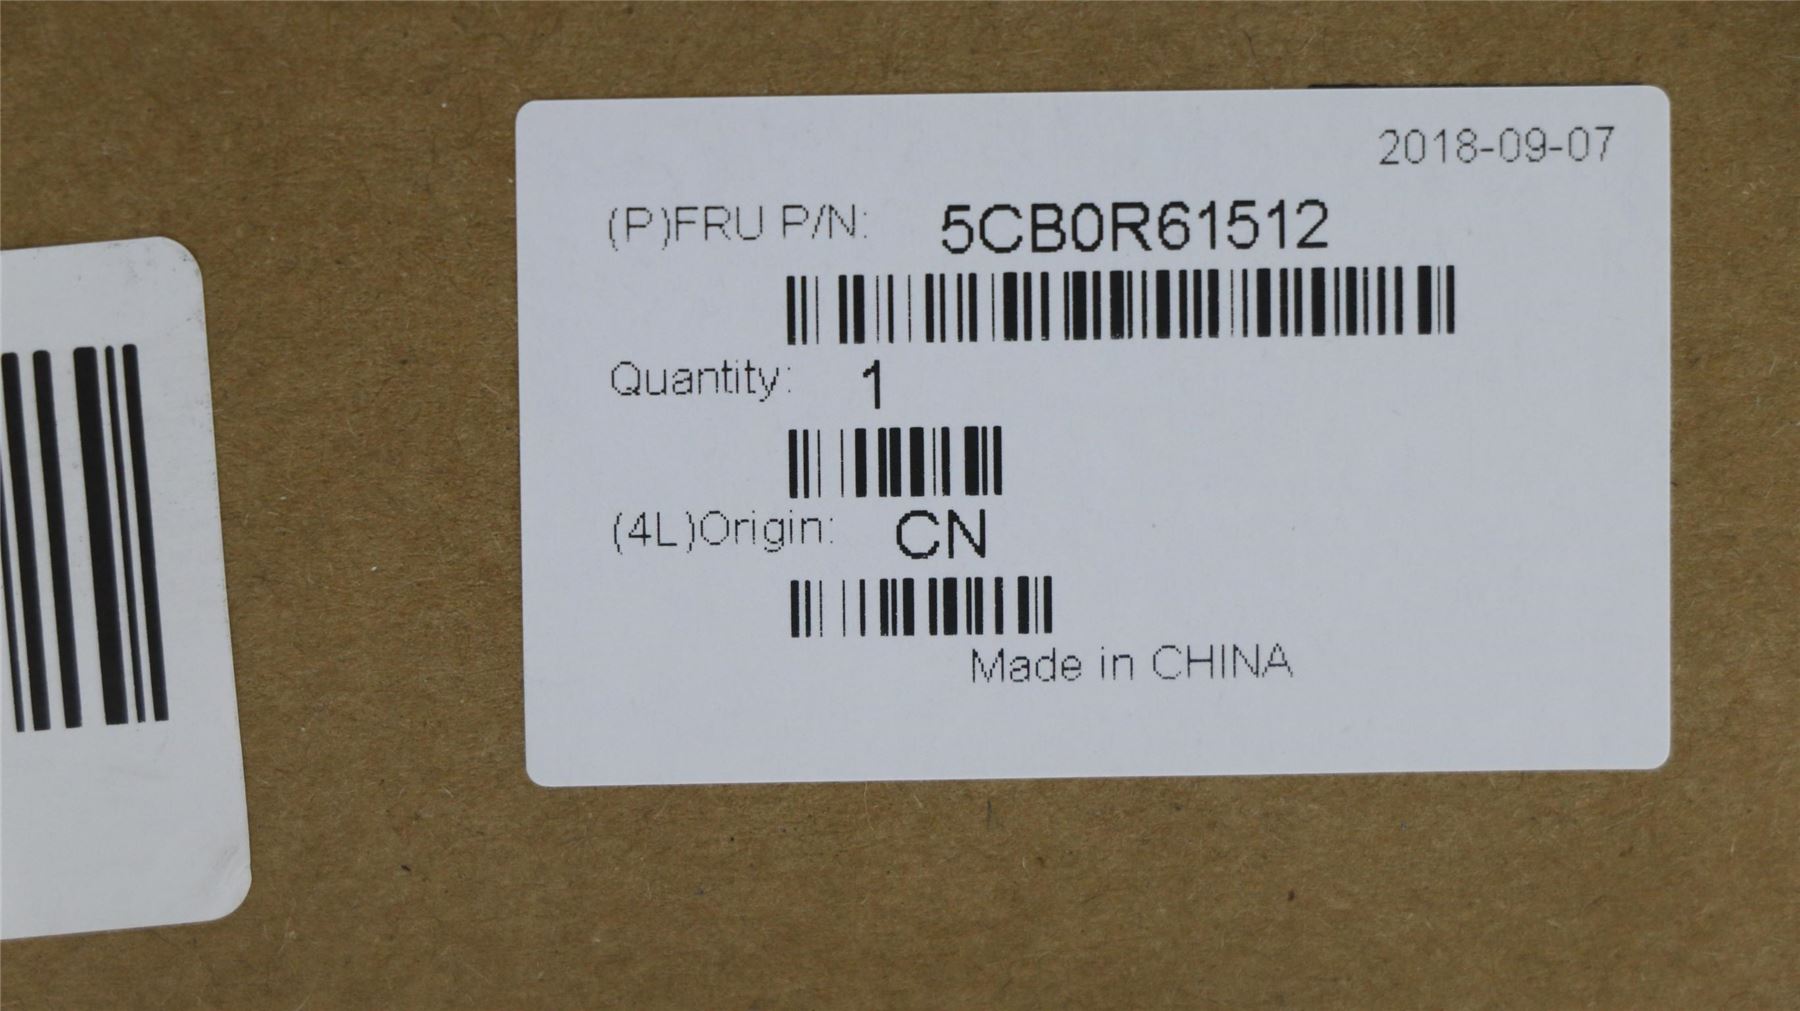 2018-09-07
(P)FRU P/N: 5CB0R61512
Quantity: 1
(4L)Origin: CN
Made in CHINA